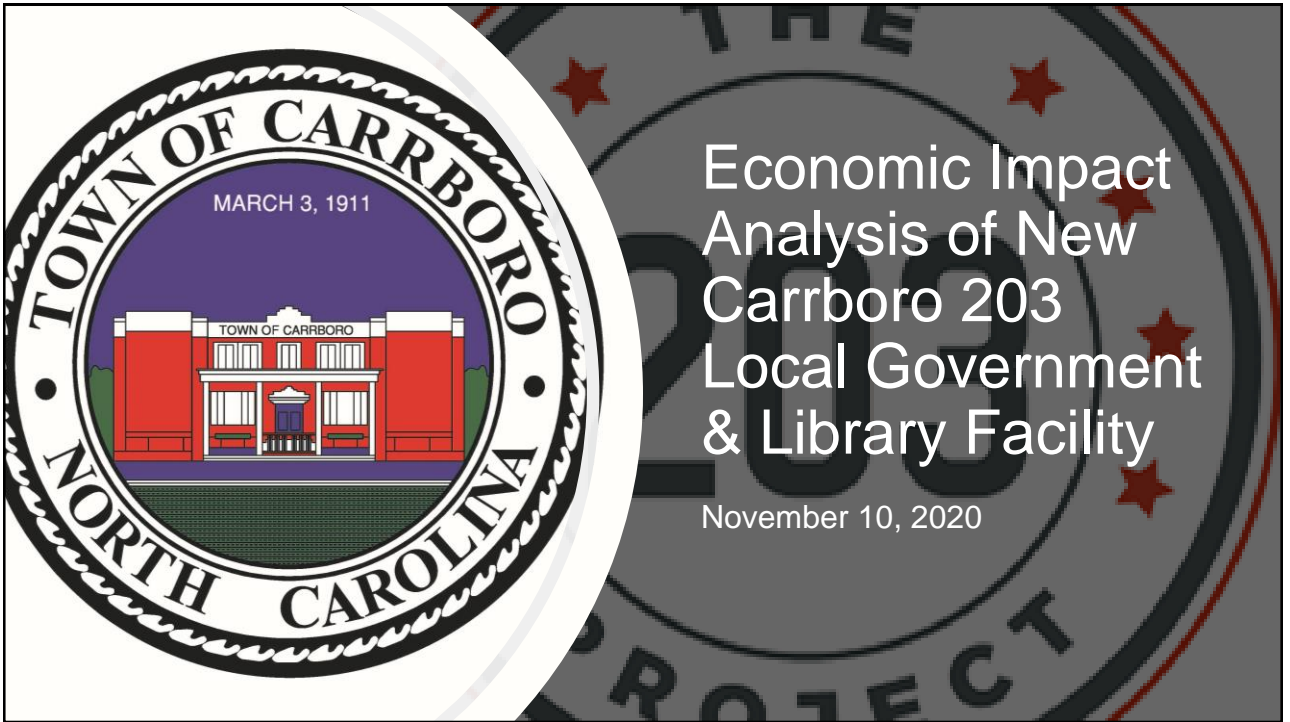 TOWN OF CARRBORO
MARCH 3, 1911
TOWN OF CARRBORO
NORTH CAROLINA
THE
203
PROJECT
Economic Impact
Analysis of New
Carrboro 203
Local Government
& Library Facility
November 10, 2020